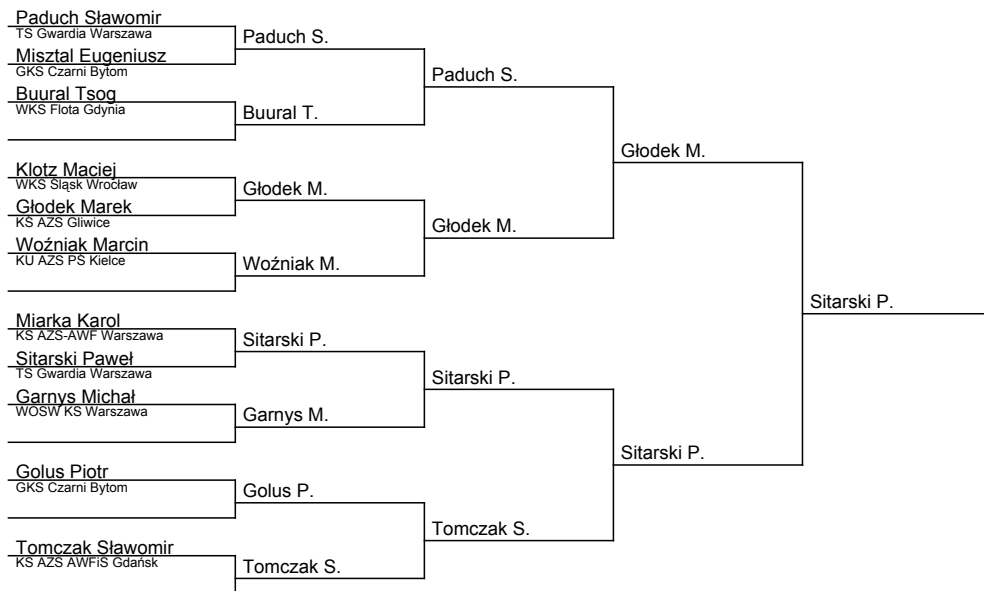 Paduch Sławomir
TS Gwardia Warszawa
Paduch S.
Misztal Eugeniusz
GKS Czarni Bytom
Paduch S.
Buural Tsog
WKS Flota Gdynia
Buural T.
Głodek M.
Klotz Maciej
WKS Śląsk Wrocław
Głodek M.
Głodek Marek
KS AZS Gliwice
Głodek M.
Woźniak Marcin
KU AZS PŚ Kielce
Woźniak M.
Sitarski P.
Miarka Karol
KS AZS-AWF Warszawa
Sitarski P.
Sitarski Paweł
TS Gwardia Warszawa
Sitarski P.
Garnys Michał
WOSW KS Warszawa
Garnys M.
Sitarski P.
Golus Piotr
GKS Czarni Bytom
Golus P.
Tomczak S.
Tomczak Sławomir
KS AZS AWFiS Gdańsk
Tomczak S.